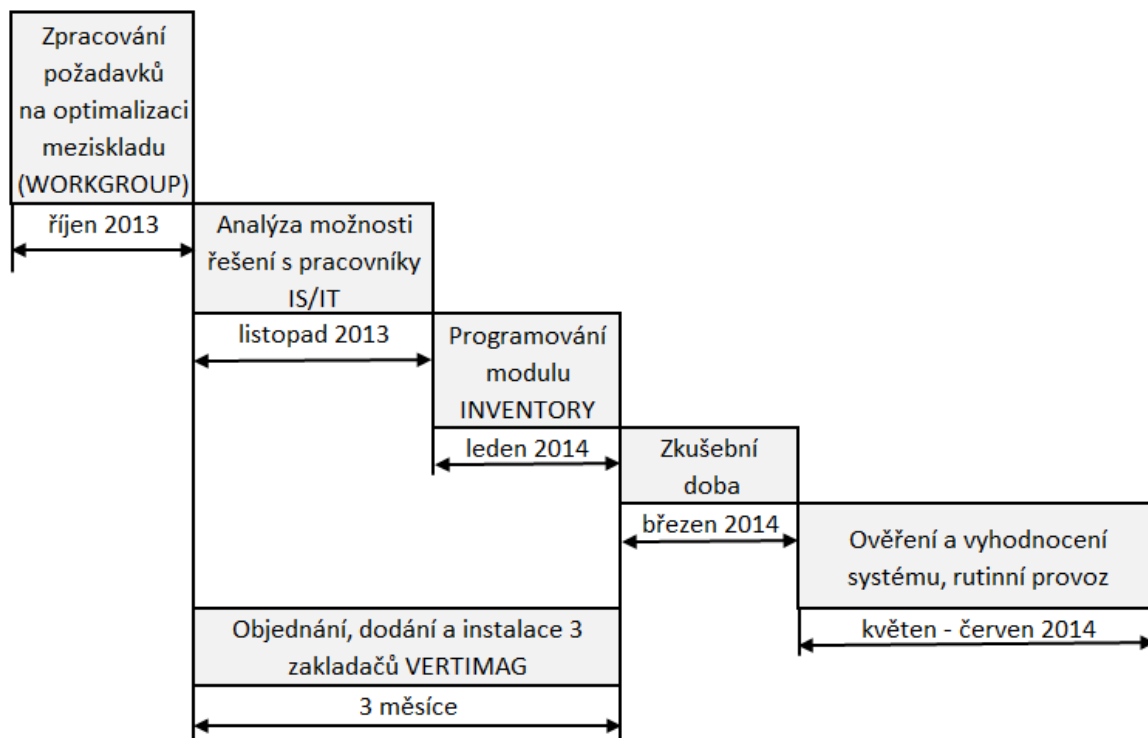 Zpracování
požadavků
na optimalizaci
meziskladu
(WORKGROUP)
říjen 2013
Analýza možnosti
řešení s pracovníky
IS/IT
listopad 2013
Programování
modulu
INVENTORY
leden 2014
Zkušební
doba
březen 2014
Ověření a vyhodnocení
systému, rutinní provoz
květen - červen 2014
Objednání, dodání a instalace 3
zakladačů VERTIMAG
3 měsíce